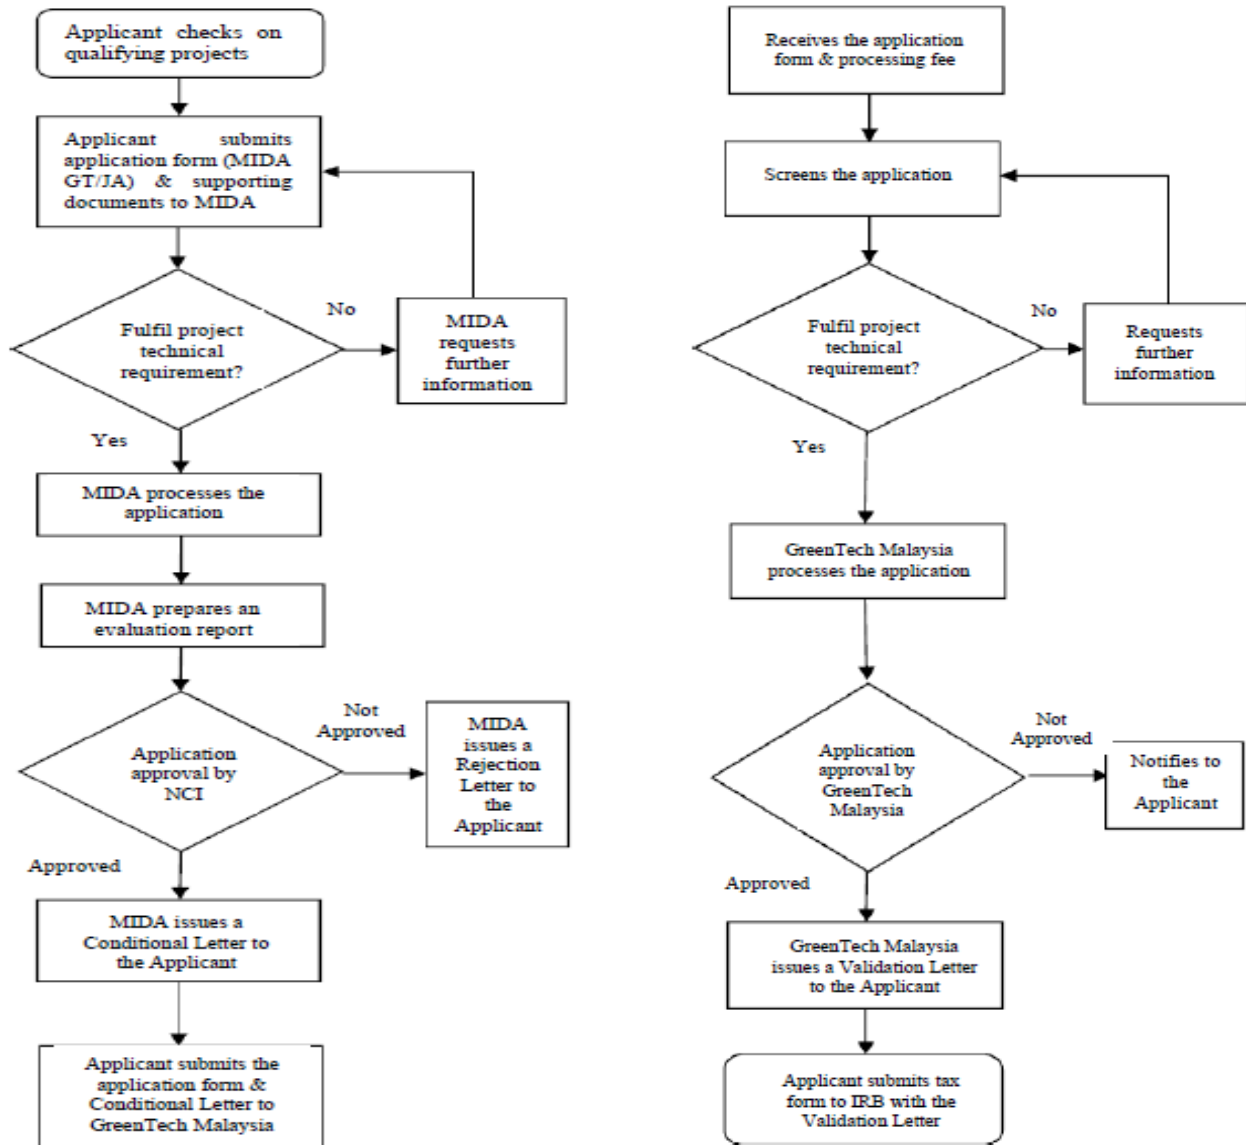 Applicant checks on
qualifying projects
Applicant submits
application form (MIDA
GT/JA) & supporting
documents to MIDA
Fulfil project
technical
requirement?
No
MIDA
requests
further
information
Yes
MIDA processes the
application
MIDA prepares an
evaluation report
Application
approval by
NCI
Not
Approved
MIDA
issues a
Rejection
Letter to
the
Applicant
Approved
MIDA issues a
Conditional Letter to
the Applicant
Applicant submits the
application form &
Conditional Letter to
GreenTech Malaysia
Receives the application
form & processing fee
Screens the application
Fulfil project
technical
requirement?
No
Requests
further
information
Yes
GreenTech Malaysia
processes the application
Application
approval by
GreenTech
Malaysia
Not
Approved
Notifies to
the
Applicant
Approved
GreenTech Malaysia
issues a Validation Letter
to the Applicant
Applicant submits tax
form to IRB with the
Validation Letter